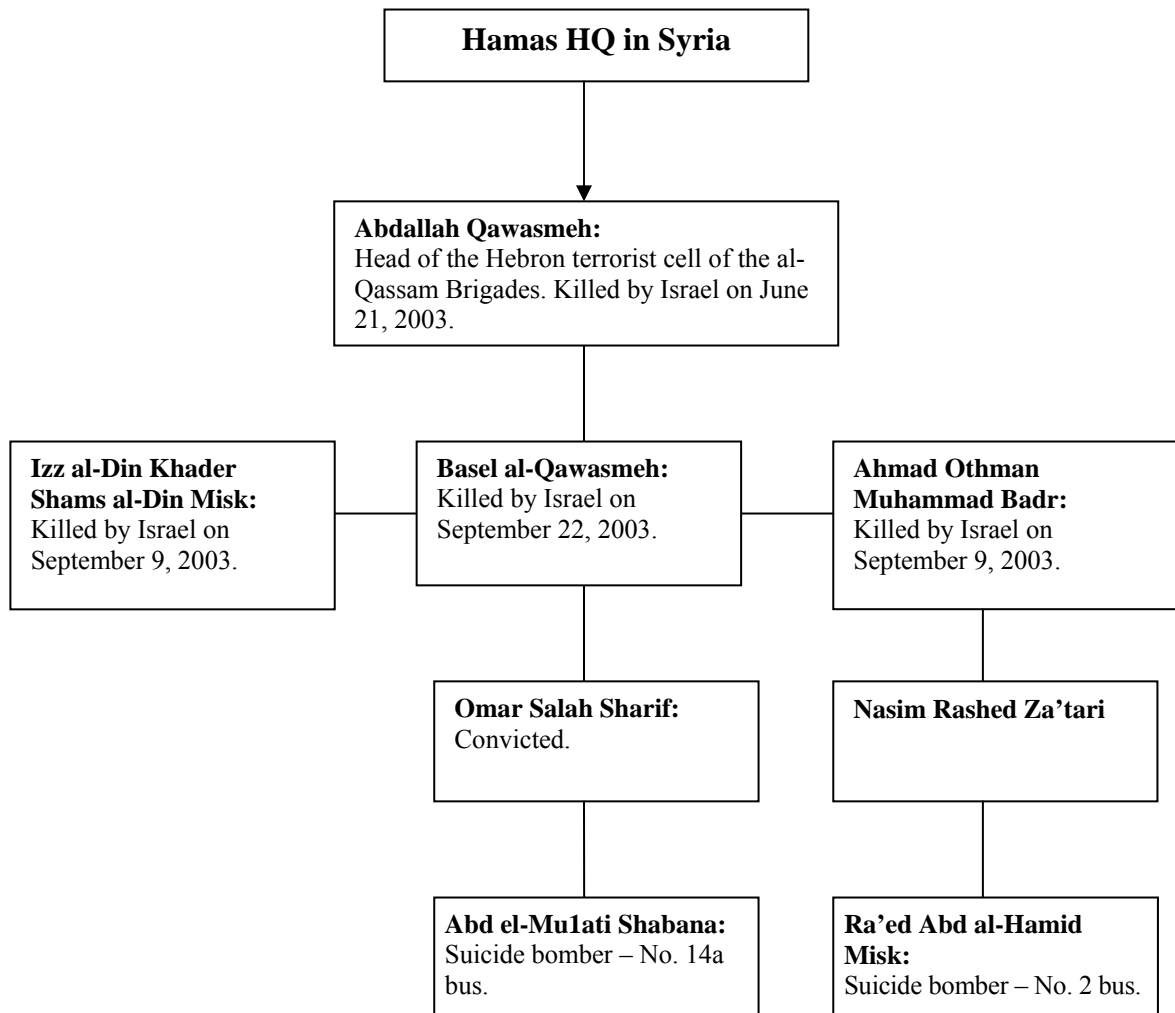 Hamas HQ in Syria
Abdallah Qawasmeh:
Head of the Hebron terrorist cell of the al-
Qassam Brigades. Killed by Israel on June
21, 2003.
Izz al-Din Khader
Shams al-Din Misk:
Killed by Israel on
September 9, 2003.
Basel al-Qawasmeh:
Killed by Israel on
September 22, 2003.
Ahmad Othman
Muhammad Badr:
Killed by Israel on
September 9, 2003.
Omar Salah Sharif:
Convicted.
Nasim Rashed Za’tari
Abd el-Mu1ati Shabana:
Suicide bomber – No. 14a
bus.
Ra’ed Abd al-Hamid
Misk:
Suicide bomber – No. 2 bus.